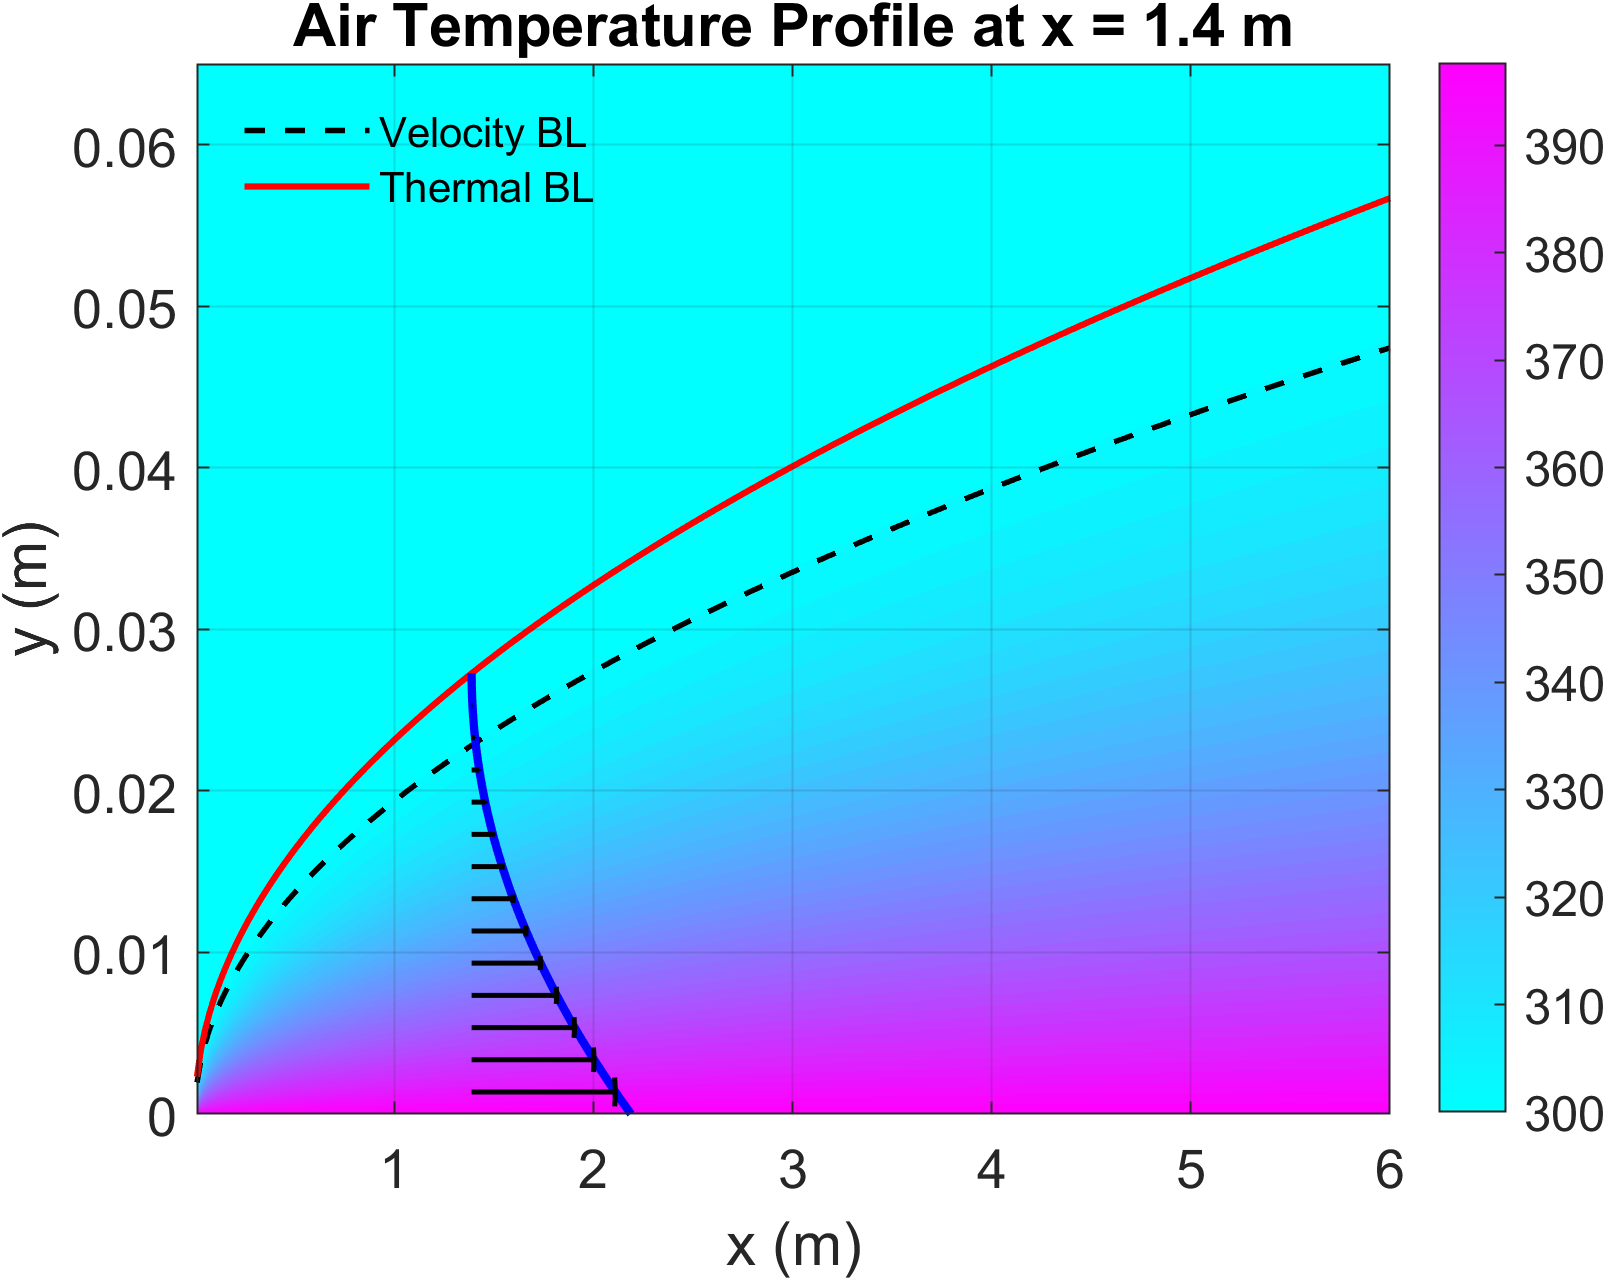 Air Temperature Profile at x = 1.4 m
Velocity BL
Thermal BL
0.06
0.05
0.04
0.03
0.02
0.01
0
y (m)
1 2 3 4 5 6
x (m)
390
380
370
360
350
340
330
320
310
300